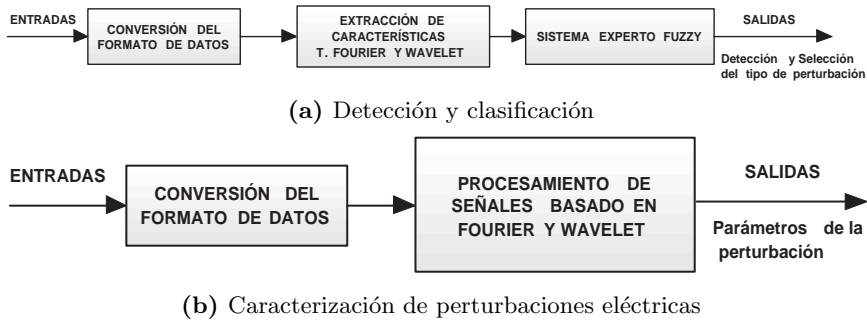 ENTRADAS
CONVERSIÓN DEL
FORMATO DE DATOS
EXTRACCIÓN DE
CARACTERÍSTICAS
T. FOURIER Y WAVELET
SISTEMA EXPERTO FUZZY
SALIDAS
Detección y Selección
del tipo de perturbación
(a) Detección y clasificación
ENTRADAS
CONVERSIÓN DEL
FORMATO DE DATOS
PROCESAMIENTO DE
SEÑALES BASADO EN
FOURIER Y WAVELET
SALIDAS
Parámetros de la
perturbación
(b) Caracterización de perturbaciones eléctricas